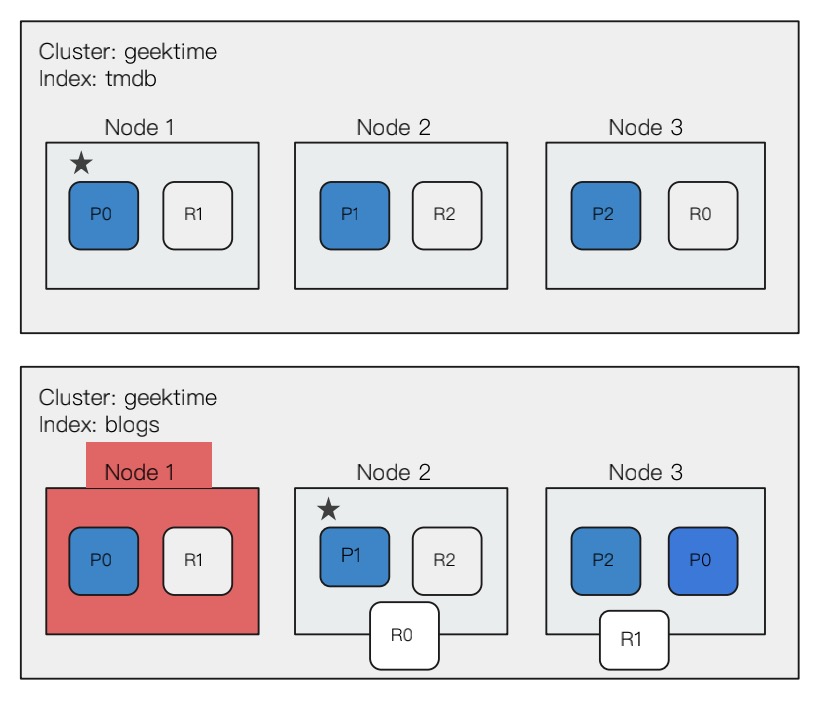 Cluster: geektime
Index: tmdb
Node 1
Node 2
Node 3
P0
R1
P1
R2
P2
R0
Cluster: geektime
Index: blogs
Node 1
Node 2
Node 3
P0
R1
P1
R2
P2
P0
R0
R1